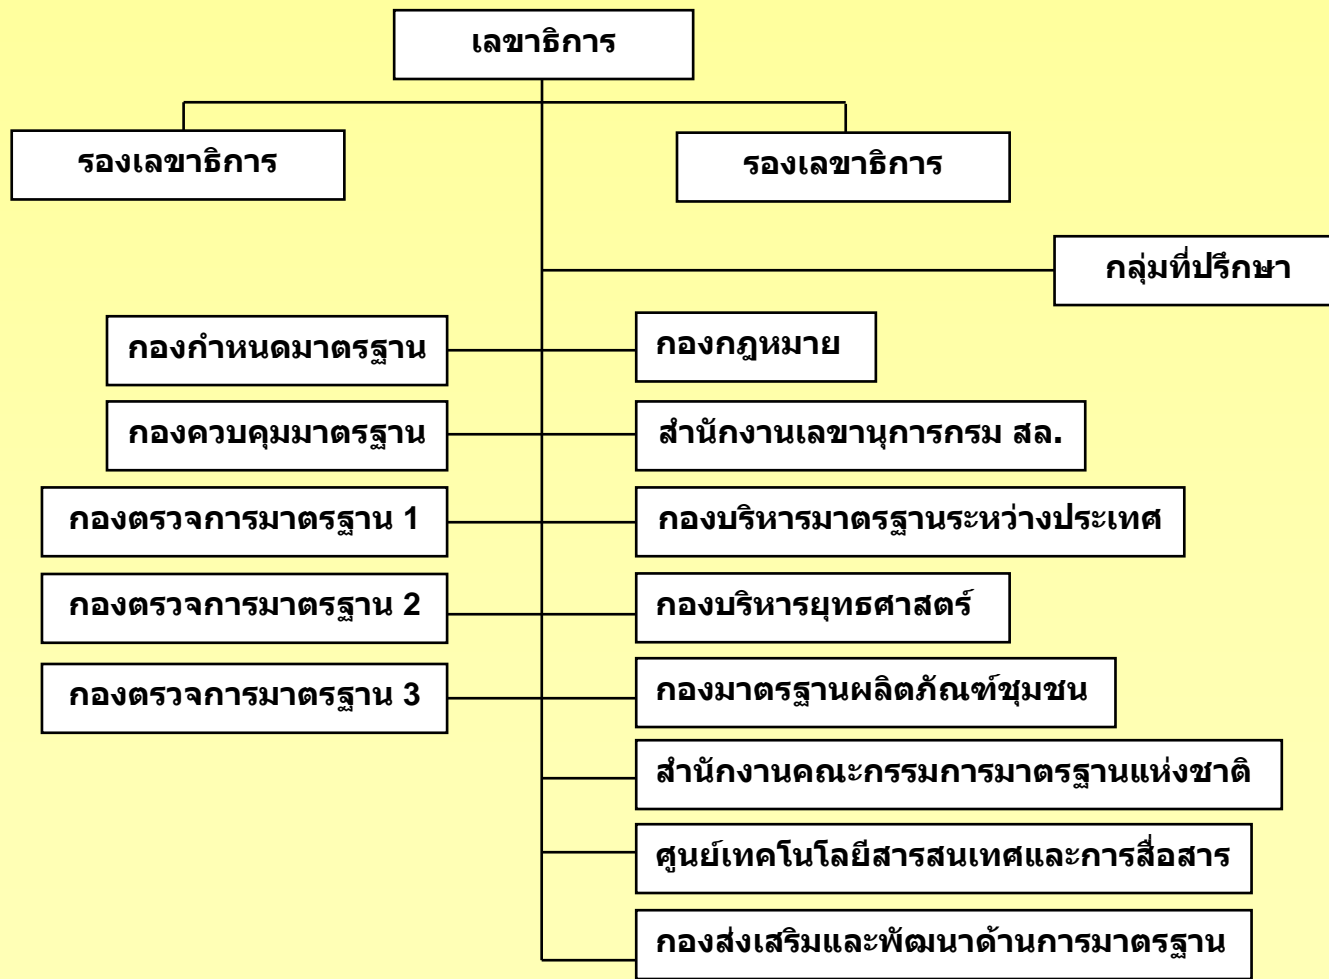 เลขาธิการ
รองเลขาธิการ
รองเลขาธิการ
กลุ่มที่ปรึกษา
กองกำหนดมาตรฐาน
กองกฎหมาย
กองควบคุมมาตรฐาน
สำนักงานเลขานุการกรม สล.
กองตรวจการมาตรฐาน 1
กองบริหารมาตรฐานระหว่างประเทศ
กองตรวจการมาตรฐาน 2
กองบริหารยุทธศาสตร์
กองตรวจการมาตรฐาน 3
กองมาตรฐานผลิตภัณฑ์ชุมชน
สำนักงานคณะกรรมการมาตรฐานแห่งชาติ
ศูนย์เทคโนโลยีสารสนเทศและการสื่อสาร
กองส่งเสริมและพัฒนาด้านการมาตรฐาน